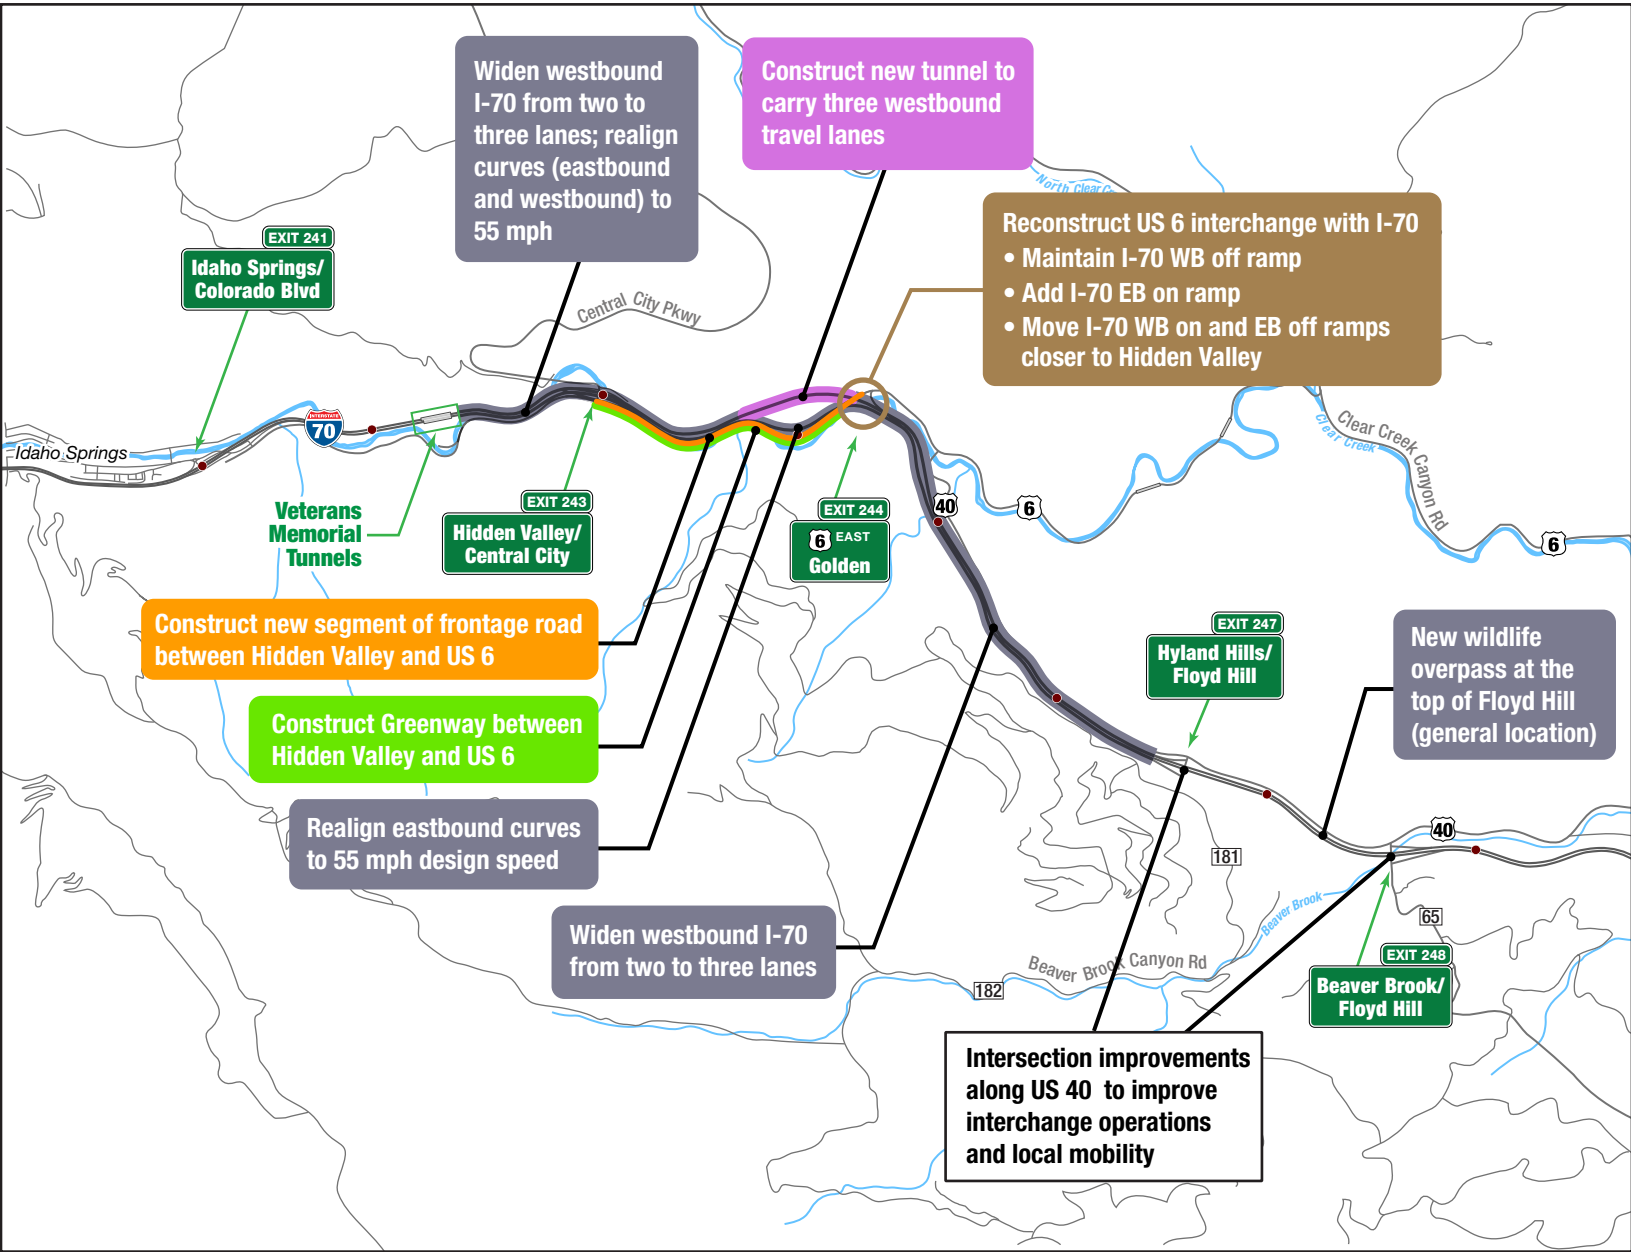 Widen westbound
I-70 from two to
three lanes; realign
curves (eastbound
and westbound) to
55 mph
Construct new tunnel to
carry three westbound
travel lanes
North Clear Cr
Reconstruct US 6 interchange with I-70
• Maintain I-70 WB off ramp
• Add I-70 EB on ramp
• Move I-70 WB on and EB off ramps
closer to Hidden Valley
EXIT 241
Idaho Springs/
Colorado Blvd
Central City Pkwy
INTERSTATE
70
Idaho Springs
Clear Creek Canyon Rd
Clear Creek
Veterans
Memorial
Tunnels
EXIT 243
Hidden Valley/
Central City
EXIT 244
6 EAST
Golden
40
6
6
Construct new segment of frontage road
between Hidden Valley and US 6
EXIT 247
Hyland Hills/
Floyd Hill
New wildlife
overpass at the
top of Floyd Hill
(general location)
Construct Greenway between
Hidden Valley and US 6
Realign eastbound curves
to 55 mph design speed
40
181
65
Beaver Brook
Widen westbound I-70
from two to three lanes
Beaver Brook Canyon Rd
182
EXIT 248
Beaver Brook/
Floyd Hill
Intersection improvements
along US 40 to improve
interchange operations
and local mobility